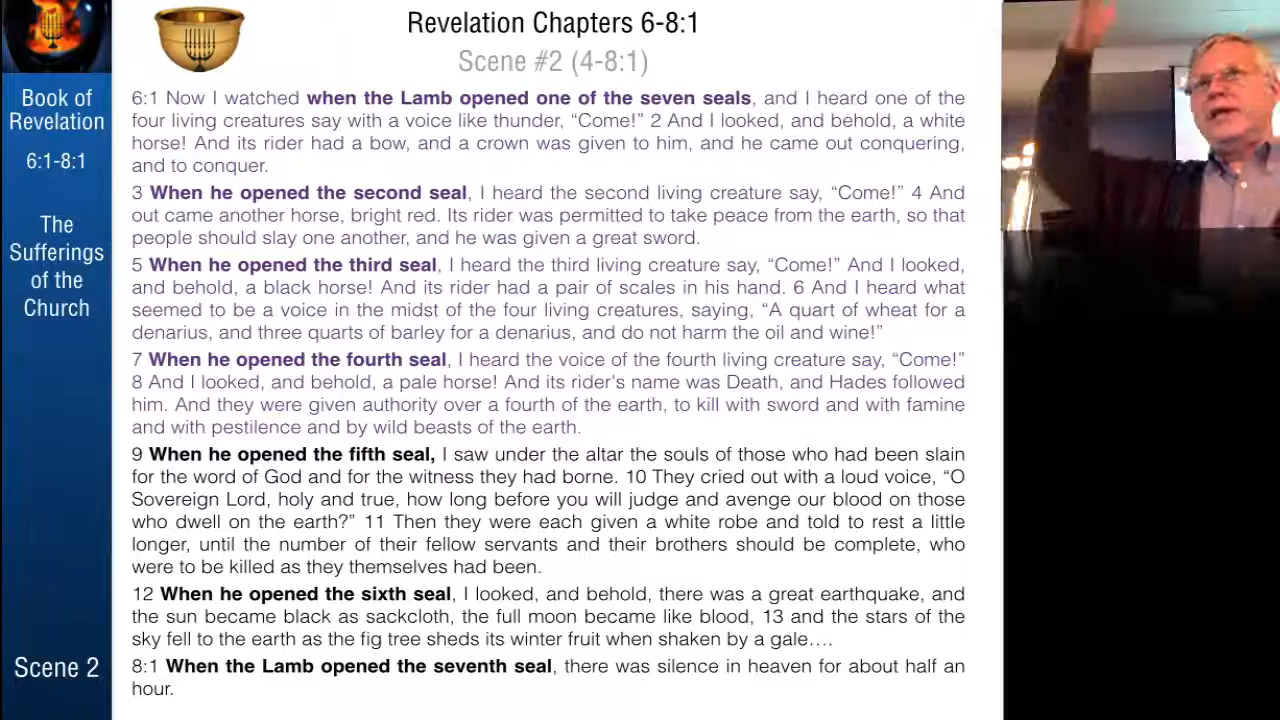 Revelation Chapters 6-8:1
Scene #2 (4-8:1)
Book of
Revelation
6:1-8:1
The
Sufferings
of the
Church
Scene 2
6:1 Now I watched when the Lamb opened one of the seven seals, and I heard one of the
four living creatures say with a voice like thunder, “Come!” 2 And I looked, and behold, a white
horse! And its rider had a bow, and a crown was given to him, and he came out conquering,
and to conquer.
3 When he opened the second seal, I heard the second living creature say, “Come!” 4 And
out came another horse, bright red. Its rider was permitted to take peace from the earth, so that
people should slay one another, and he was given a great sword.
5 When he opened the third seal, I heard the third living creature say, “Come!” And I looked,
and behold, a black horse! And its rider had a pair of scales in his hand. 6 And I heard what
seemed to be a voice in the midst of the four living creatures, saying, “A quart of wheat for a
denarius, and three quarts of barley for a denarius, and do not harm the oil and wine!”
7 When he opened the fourth seal, I heard the voice of the fourth living creature say, “Come!”
8 And I looked, and behold, a pale horse! And its rider’s name was Death, and Hades followed
him. And they were given authority over a fourth of the earth, to kill with sword and with famine
and with pestilence and by wild beasts of the earth.
9 When he opened the fifth seal, I saw under the altar the souls of those who had been slain
for the word of God and for the witness they had borne. 10 They cried out with a loud voice, “O
Sovereign Lord, holy and true, how long before you will judge and avenge our blood on those
who dwell on the earth?” 11 Then they were each given a white robe and told to rest a little
longer, until the number of their fellow servants and their brothers should be complete, who
were to be killed as they themselves had been.
12 When he opened the sixth seal, I looked, and behold, there was a great earthquake, and
the sun became black as sackcloth, the full moon became like blood, 13 and the stars of the
sky fell to the earth as the fig tree sheds its winter fruit when shaken by a gale….
8:1 When the Lamb opened the seventh seal, there was silence in heaven for about half an
hour.